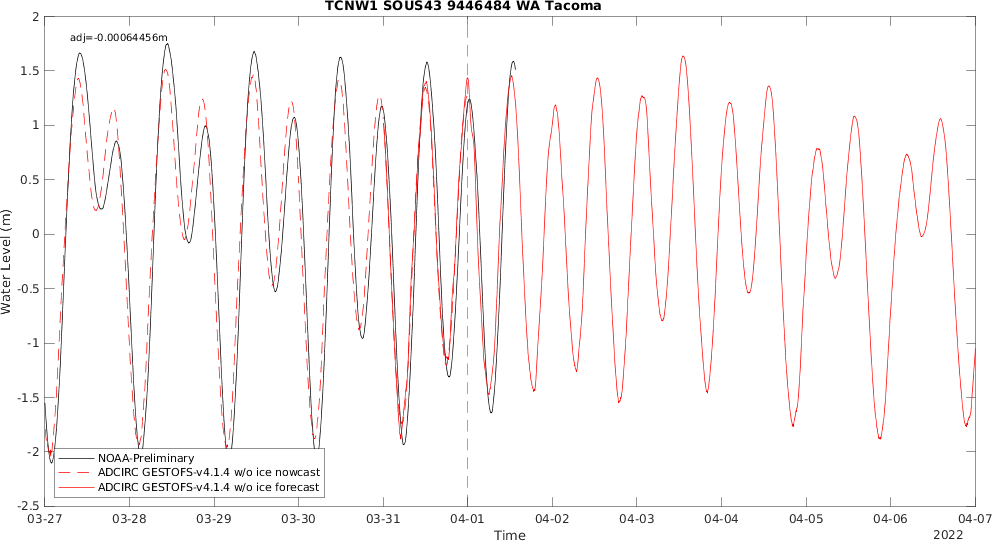 TCNW1 SOUS43 9446484 WA Tacoma
adj=-0.00064456m
2
1.5
1
0.5
0
-0.5
-1
-1.5
-2
-2.5
Water Level (m)
NOAA-Preliminary
ADCIRC GESTOFS-v4.1.4 w/o ice nowcast
ADCIRC GESTOFS-v4.1.4 w/o ice forecast
03-27 03-28 03-29 03-30 03-31 04-01 04-02 04-03 04-04 04-05 04-06 04-07
Time
2022